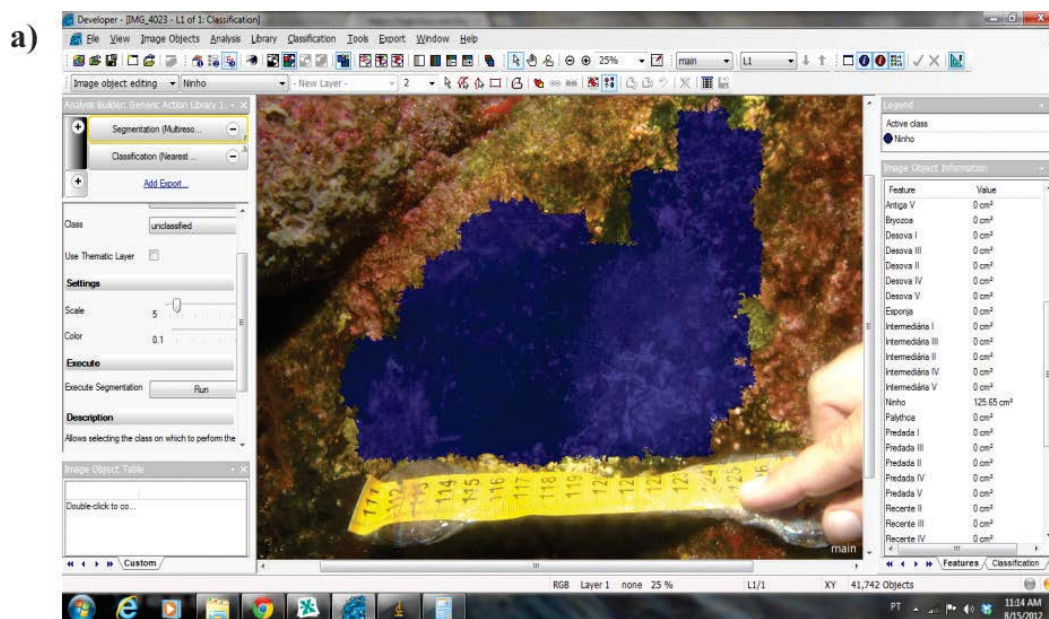 a)
Developer - [IMG_4023 - L1 of 1: Classification]
File View Image Objects Analysis Library Classification Tools Export Window Help
25% main L1
Image object editing Ninho - New Layer - 2
Analysis Builder: Generic Action Library 1.
Segmentation (Multireso...
Classification (Nearest ...
Add Export...
Class unclassified
Use Thematic Layer
Settings
Scale 5
Color 0.1
Execute
Execute Segmentation Run
Description
Allows selecting the class on which to perform the
Image Object Table
Double-click to co...
Custom
111 112 113 114 115 116 117 118 119 120 121 122 123 124 125 126
main
Legend
Active class
Ninho
Image Object Information
Feature Value
Antiga V 0 cm²
Bryozoa 0 cm²
Desova I 0 cm²
Desova III 0 cm²
Desova II 0 cm²
Desova IV 0 cm²
Desova V 0 cm²
Esponja 0 cm²
Intermediária I 0 cm²
Intermediária III 0 cm²
Intermediária II 0 cm²
Intermediária IV 0 cm²
Intermediária V 0 cm²
Ninho 125.65 cm²
Palythoa 0 cm²
Predada I 0 cm²
Predada III 0 cm²
Predada II 0 cm²
Predada IV 0 cm²
Predada V 0 cm²
Recente II 0 cm²
Recente III 0 cm²
Recente IV 0 cm²
Features Classification
RGB Layer 1 none 25 % L1/1 XY 41,742 Objects
PT 11:14 AM
8/15/2012